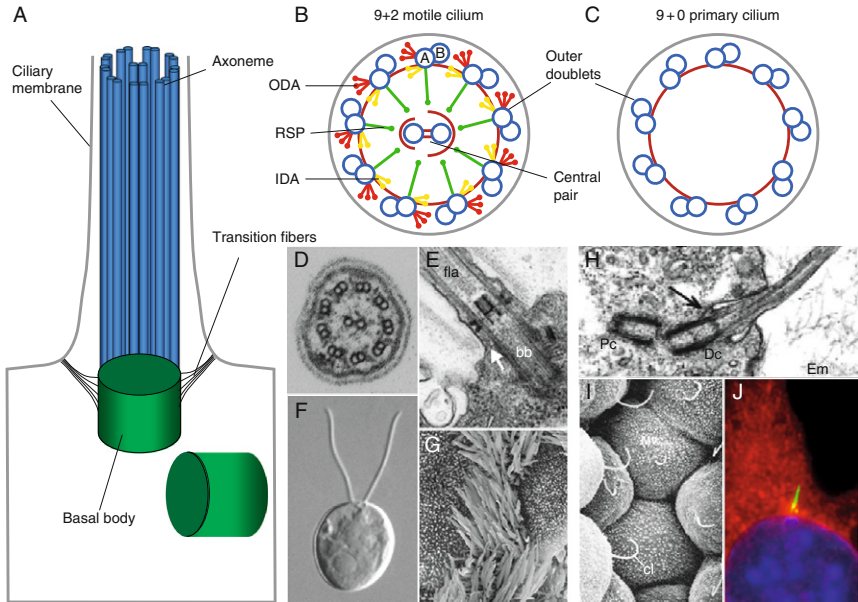 A
Ciliary
membrane
Axoneme
Transition fibers
Basal body
B
9+2 motile cilium
A
B
ODA
RSP
IDA
Outer
doublets
Central
pair
C
9+0 primary cilium
D
E
fla
bb
F
G
H
Pc
Dc
Em
I
cl
J